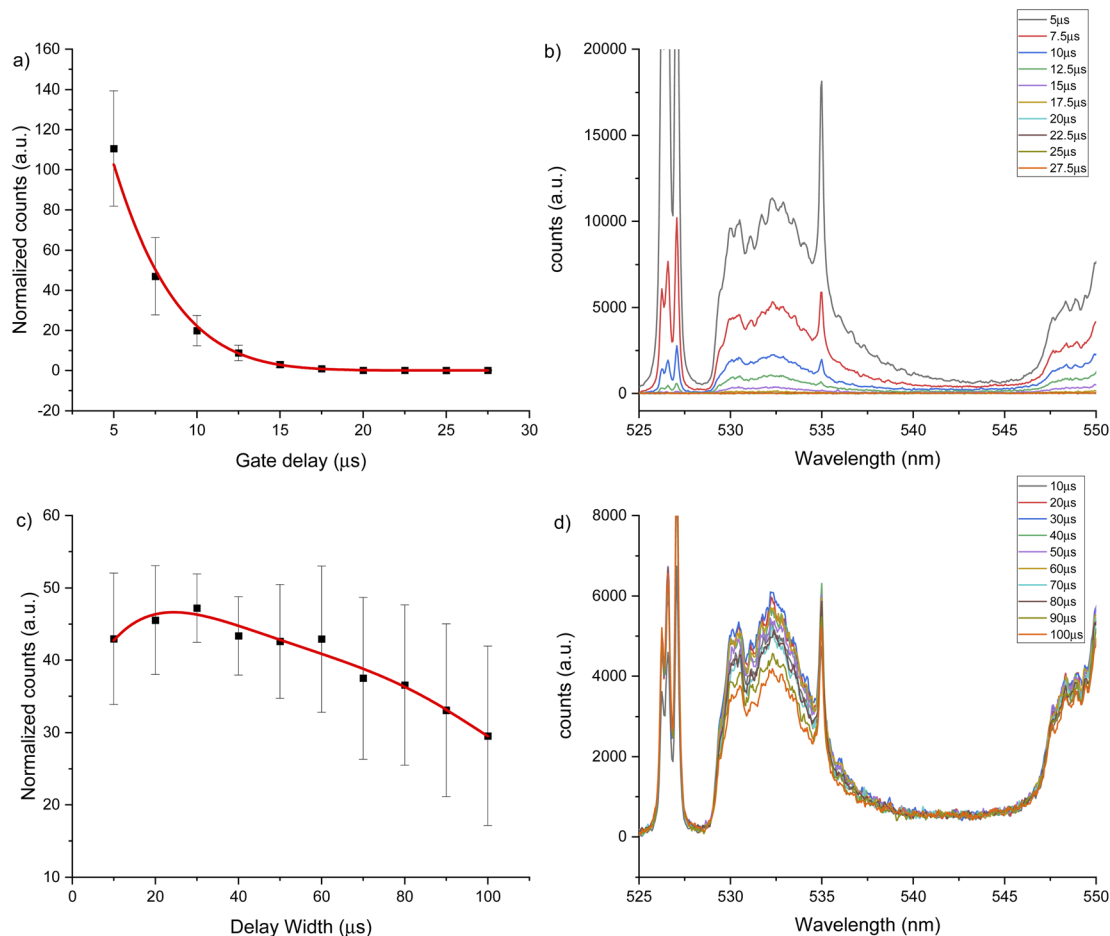 a)
160
140
120
100
80
60
40
20
0
-20
5
10
15
20
25
30
Normalized counts (a.u.)
Gate delay (μs)
b)
20000
15000
10000
5000
0
525
530
535
540
545
550
counts (a.u.)
Wavelength (nm)
5μs
7.5μs
10μs
12.5μs
15μs
17.5μs
20μs
22.5μs
25μs
27.5μs
c)
60
50
40
30
20
10
0
20
40
60
80
100
Normalized counts (a.u.)
Delay Width (μs)
d)
8000
6000
4000
2000
0
525
530
535
540
545
550
counts (a.u.)
Wavelength (nm)
10μs
20μs
30μs
40μs
50μs
60μs
70μs
80μs
90μs
100μs